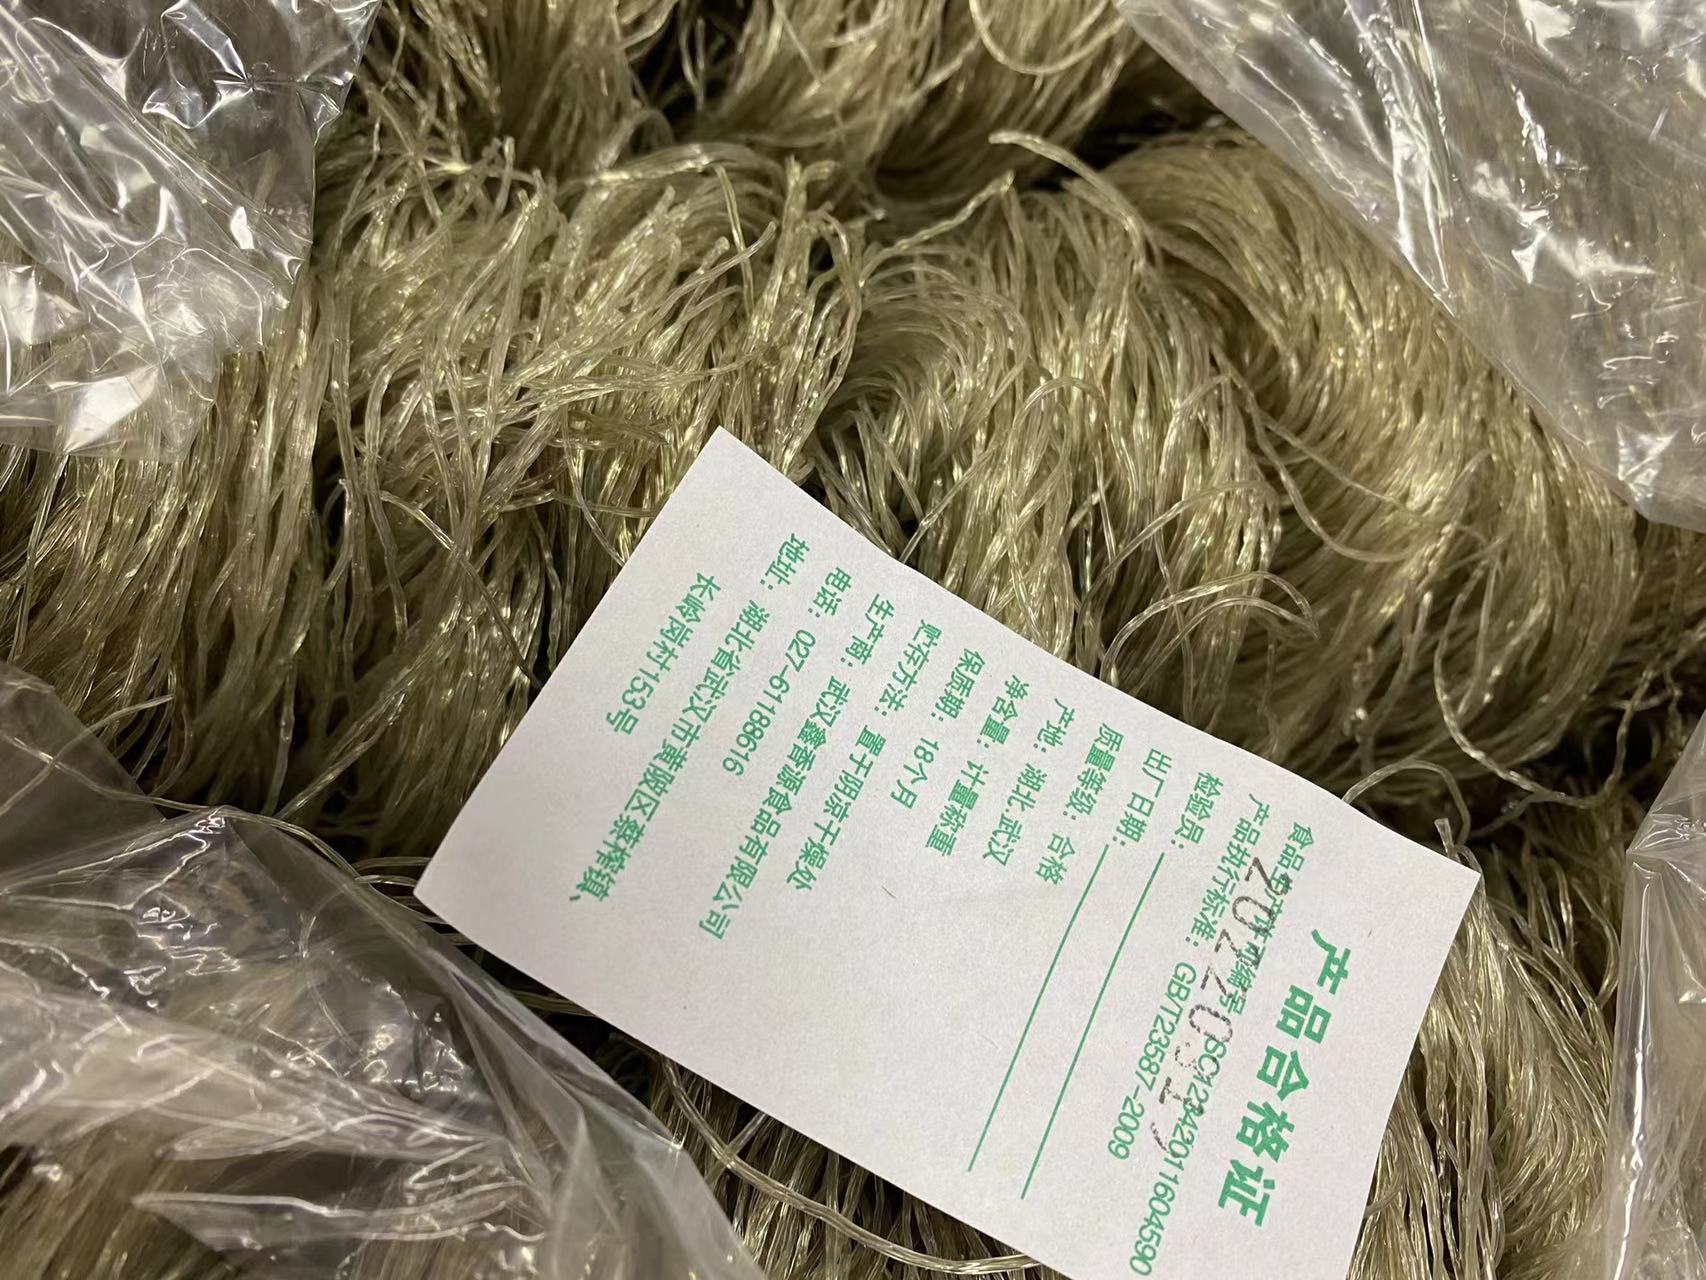 产品合格证
食品生产许可编号：SC12342011604590
20220317
产品执行标准：GB/T23587-2009
检验员：
出厂日期：
质量等级：合格
产地：湖北 武汉
净含量：计量称重
保质期：18个月
贮存方法：置于阴凉干燥处
生产商：武汉鑫香源食品有限公司
电话：027-61188616
地址：湖北省武汉市黄陂区蔡榨镇、
长岭岗村153号